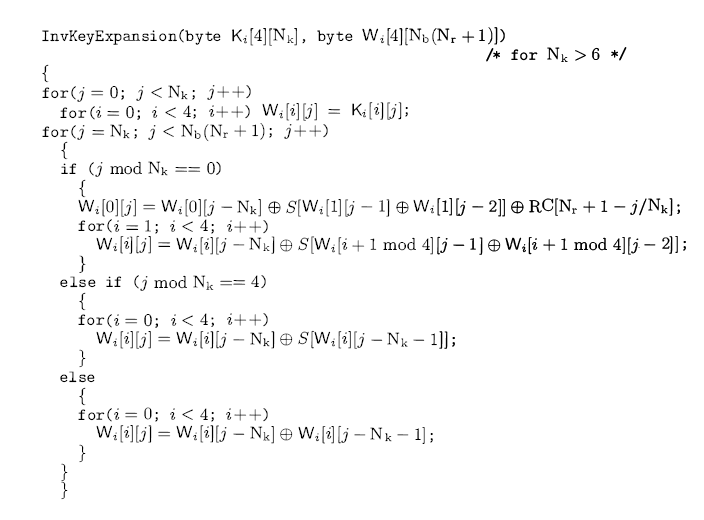 InvKeyExpansion(byte Kᵢ[4][Nₖ], byte Wᵢ[4][N_b(Nᵣ + 1)])
/* for Nₖ > 6 */
{
for(j = 0; j < Nₖ; j++)
for(i = 0; i < 4; i++) Wᵢ[i][j] = Kᵢ[i][j];
for(j = Nₖ; j < N_b(Nᵣ + 1); j++)
{
if (j mod Nₖ == 0)
{
Wᵢ[0][j] = Wᵢ[0][j − Nₖ] ⊕ S[Wᵢ[1][j − 1] ⊕ Wᵢ[1][j − 2]] ⊕ RC[Nᵣ + 1 − j/Nₖ];
for(i = 1; i < 4; i++)
Wᵢ[i][j] = Wᵢ[i][j − Nₖ] ⊕ S[Wᵢ[i + 1 mod 4][j − 1] ⊕ Wᵢ[i + 1 mod 4][j − 2]];
}
else if (j mod Nₖ == 4)
{
for(i = 0; i < 4; i++)
Wᵢ[i][j] = Wᵢ[i][j − Nₖ] ⊕ S[Wᵢ[i][j − Nₖ − 1]];
}
else
{
for(i = 0; i < 4; i++)
Wᵢ[i][j] = Wᵢ[i][j − Nₖ] ⊕ Wᵢ[i][j − Nₖ − 1];
}
}
}